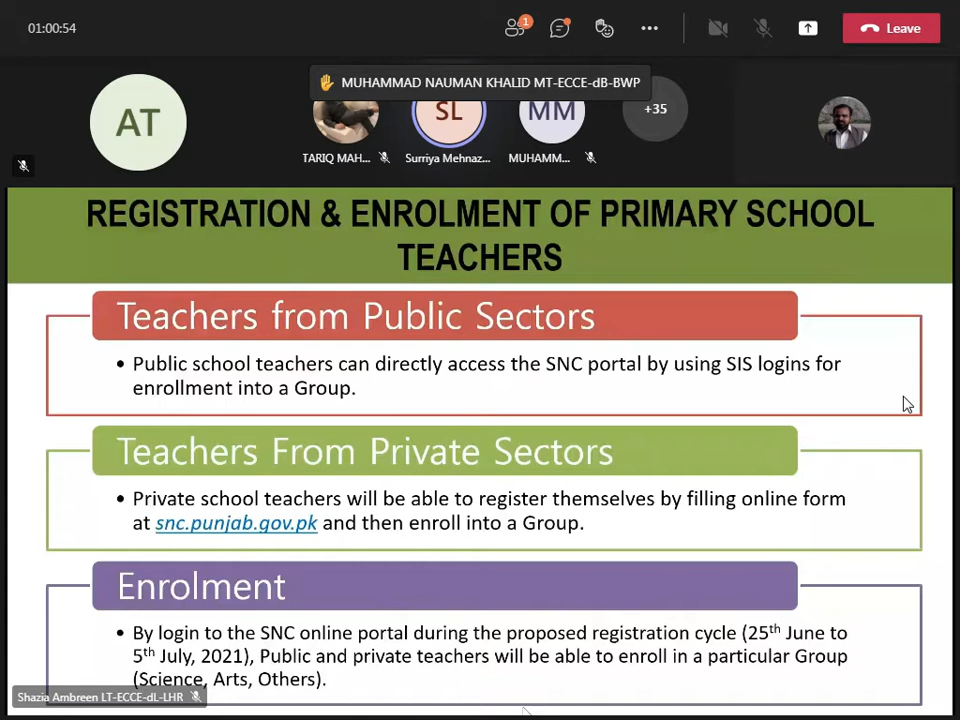 01:00:54
1
Leave
MUHAMMAD NAUMAN KHALID MT-ECCE-dB-BWP
AT
SL
MM
+35
TARIQ MAH...
Surriya Mehnaz...
MUHAMM...
REGISTRATION & ENROLMENT OF PRIMARY SCHOOL
TEACHERS
Teachers from Public Sectors
• Public school teachers can directly access the SNC portal by using SIS logins for
enrollment into a Group.
Teachers From Private Sectors
• Private school teachers will be able to register themselves by filling online form
at snc.punjab.gov.pk and then enroll into a Group.
Enrolment
• By login to the SNC online portal during the proposed registration cycle (25th June to
5th July, 2021), Public and private teachers will be able to enroll in a particular Group
(Science, Arts, Others).
Shazia Ambreen LT-ECCE-dL-LHR